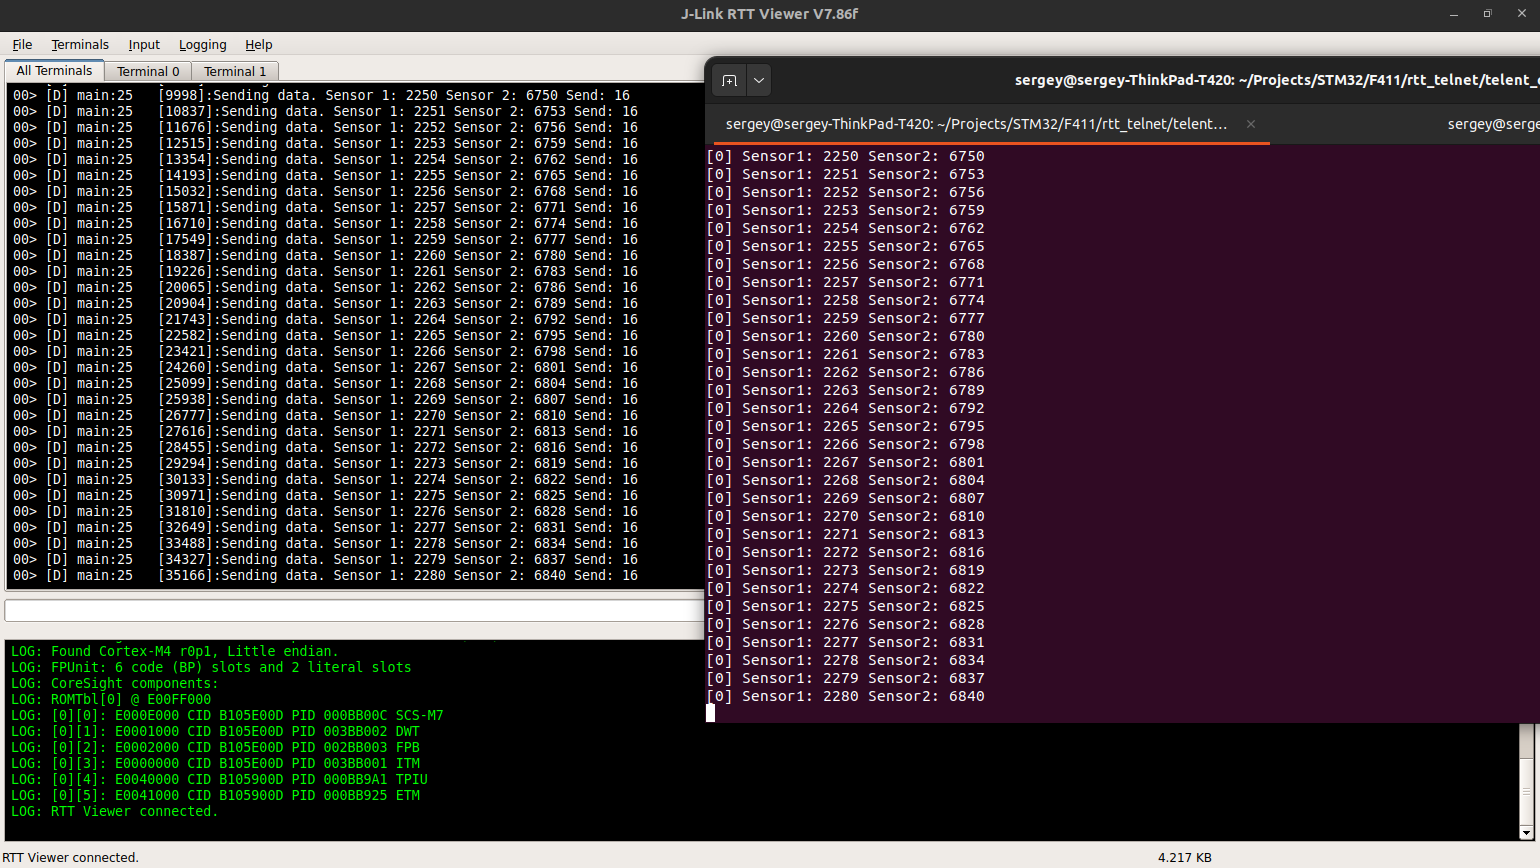 J-Link RTT Viewer V7.86f
File Terminals Input Logging Help
All Terminals Terminal 0 Terminal 1
00> [D] main:25 [9998]:Sending data. Sensor 1: 2250 Sensor 2: 6750 Send: 16
00> [D] main:25 [10837]:Sending data. Sensor 1: 2251 Sensor 2: 6753 Send: 16
00> [D] main:25 [11676]:Sending data. Sensor 1: 2252 Sensor 2: 6756 Send: 16
00> [D] main:25 [12515]:Sending data. Sensor 1: 2253 Sensor 2: 6759 Send: 16
00> [D] main:25 [13354]:Sending data. Sensor 1: 2254 Sensor 2: 6762 Send: 16
00> [D] main:25 [14193]:Sending data. Sensor 1: 2255 Sensor 2: 6765 Send: 16
00> [D] main:25 [15032]:Sending data. Sensor 1: 2256 Sensor 2: 6768 Send: 16
00> [D] main:25 [15871]:Sending data. Sensor 1: 2257 Sensor 2: 6771 Send: 16
00> [D] main:25 [16710]:Sending data. Sensor 1: 2258 Sensor 2: 6774 Send: 16
00> [D] main:25 [17549]:Sending data. Sensor 1: 2259 Sensor 2: 6777 Send: 16
00> [D] main:25 [18387]:Sending data. Sensor 1: 2260 Sensor 2: 6780 Send: 16
00> [D] main:25 [19226]:Sending data. Sensor 1: 2261 Sensor 2: 6783 Send: 16
00> [D] main:25 [20065]:Sending data. Sensor 1: 2262 Sensor 2: 6786 Send: 16
00> [D] main:25 [20904]:Sending data. Sensor 1: 2263 Sensor 2: 6789 Send: 16
00> [D] main:25 [21743]:Sending data. Sensor 1: 2264 Sensor 2: 6792 Send: 16
00> [D] main:25 [22582]:Sending data. Sensor 1: 2265 Sensor 2: 6795 Send: 16
00> [D] main:25 [23421]:Sending data. Sensor 1: 2266 Sensor 2: 6798 Send: 16
00> [D] main:25 [24260]:Sending data. Sensor 1: 2267 Sensor 2: 6801 Send: 16
00> [D] main:25 [25099]:Sending data. Sensor 1: 2268 Sensor 2: 6804 Send: 16
00> [D] main:25 [25938]:Sending data. Sensor 1: 2269 Sensor 2: 6807 Send: 16
00> [D] main:25 [26777]:Sending data. Sensor 1: 2270 Sensor 2: 6810 Send: 16
00> [D] main:25 [27616]:Sending data. Sensor 1: 2271 Sensor 2: 6813 Send: 16
00> [D] main:25 [28455]:Sending data. Sensor 1: 2272 Sensor 2: 6816 Send: 16
00> [D] main:25 [29294]:Sending data. Sensor 1: 2273 Sensor 2: 6819 Send: 16
00> [D] main:25 [30133]:Sending data. Sensor 1: 2274 Sensor 2: 6822 Send: 16
00> [D] main:25 [30971]:Sending data. Sensor 1: 2275 Sensor 2: 6825 Send: 16
00> [D] main:25 [31810]:Sending data. Sensor 1: 2276 Sensor 2: 6828 Send: 16
00> [D] main:25 [32649]:Sending data. Sensor 1: 2277 Sensor 2: 6831 Send: 16
00> [D] main:25 [33488]:Sending data. Sensor 1: 2278 Sensor 2: 6834 Send: 16
00> [D] main:25 [34327]:Sending data. Sensor 1: 2279 Sensor 2: 6837 Send: 16
00> [D] main:25 [35166]:Sending data. Sensor 1: 2280 Sensor 2: 6840 Send: 16
LOG: Found Cortex-M4 r0p1, Little endian.
LOG: FPUnit: 6 code (BP) slots and 2 literal slots
LOG: CoreSight components:
LOG: ROMTbl[0] @ E00FF000
LOG: [0][0]: E000E000 CID B105E00D PID 000BB00C SCS-M7
LOG: [0][1]: E0001000 CID B105E00D PID 003BB002 DWT
LOG: [0][2]: E0002000 CID B105E00D PID 002BB003 FPB
LOG: [0][3]: E0000000 CID B105E00D PID 003BB001 ITM
LOG: [0][4]: E0040000 CID B105900D PID 000BB9A1 TPIU
LOG: [0][5]: E0041000 CID B105900D PID 000BB925 ETM
LOG: RTT Viewer connected.
RTT Viewer connected. 4.217 KB
sergey@sergey-ThinkPad-T420: ~/Projects/STM32/F411/rtt_telnet/telent_
sergey@sergey-ThinkPad-T420: ~/Projects/STM32/F411/rtt_telnet/telent... sergey@serge
[0] Sensor1: 2250 Sensor2: 6750
[0] Sensor1: 2251 Sensor2: 6753
[0] Sensor1: 2252 Sensor2: 6756
[0] Sensor1: 2253 Sensor2: 6759
[0] Sensor1: 2254 Sensor2: 6762
[0] Sensor1: 2255 Sensor2: 6765
[0] Sensor1: 2256 Sensor2: 6768
[0] Sensor1: 2257 Sensor2: 6771
[0] Sensor1: 2258 Sensor2: 6774
[0] Sensor1: 2259 Sensor2: 6777
[0] Sensor1: 2260 Sensor2: 6780
[0] Sensor1: 2261 Sensor2: 6783
[0] Sensor1: 2262 Sensor2: 6786
[0] Sensor1: 2263 Sensor2: 6789
[0] Sensor1: 2264 Sensor2: 6792
[0] Sensor1: 2265 Sensor2: 6795
[0] Sensor1: 2266 Sensor2: 6798
[0] Sensor1: 2267 Sensor2: 6801
[0] Sensor1: 2268 Sensor2: 6804
[0] Sensor1: 2269 Sensor2: 6807
[0] Sensor1: 2270 Sensor2: 6810
[0] Sensor1: 2271 Sensor2: 6813
[0] Sensor1: 2272 Sensor2: 6816
[0] Sensor1: 2273 Sensor2: 6819
[0] Sensor1: 2274 Sensor2: 6822
[0] Sensor1: 2275 Sensor2: 6825
[0] Sensor1: 2276 Sensor2: 6828
[0] Sensor1: 2277 Sensor2: 6831
[0] Sensor1: 2278 Sensor2: 6834
[0] Sensor1: 2279 Sensor2: 6837
[0] Sensor1: 2280 Sensor2: 6840